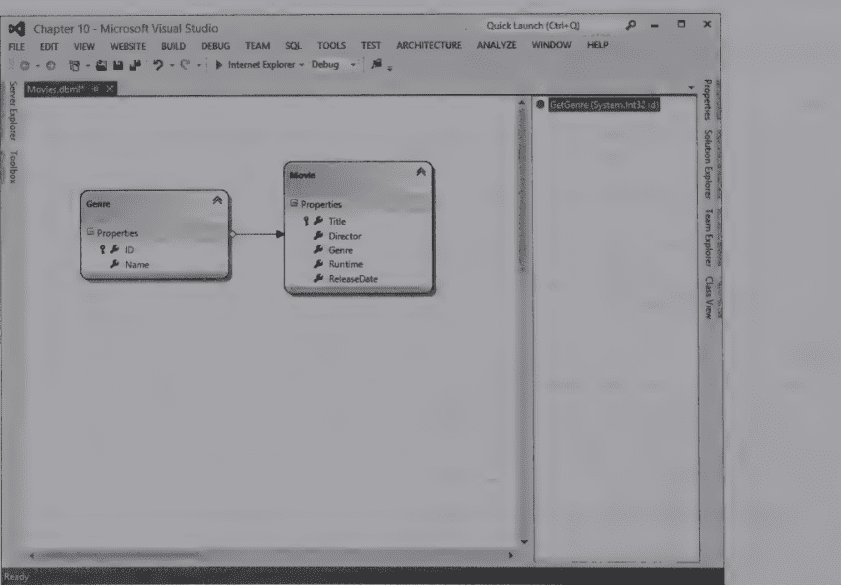 Chapter 10 - Microsoft Visual Studio
Quick Launch (Ctrl+Q)
FILE EDIT VIEW WEBSITE BUILD DEBUG TEAM SQL TOOLS TEST ARCHITECTURE ANALYZE WINDOW HELP
Internet Explorer Debug
Movies.dbml*
Server Explorer
Toolbox
GetGenre (System.Int32 id)
Properties
Solution Explorer
Team Explorer
Class View
Genre
Properties
ID
Name
Movie
Properties
Title
Director
Genre
Runtime
ReleaseDate
Ready